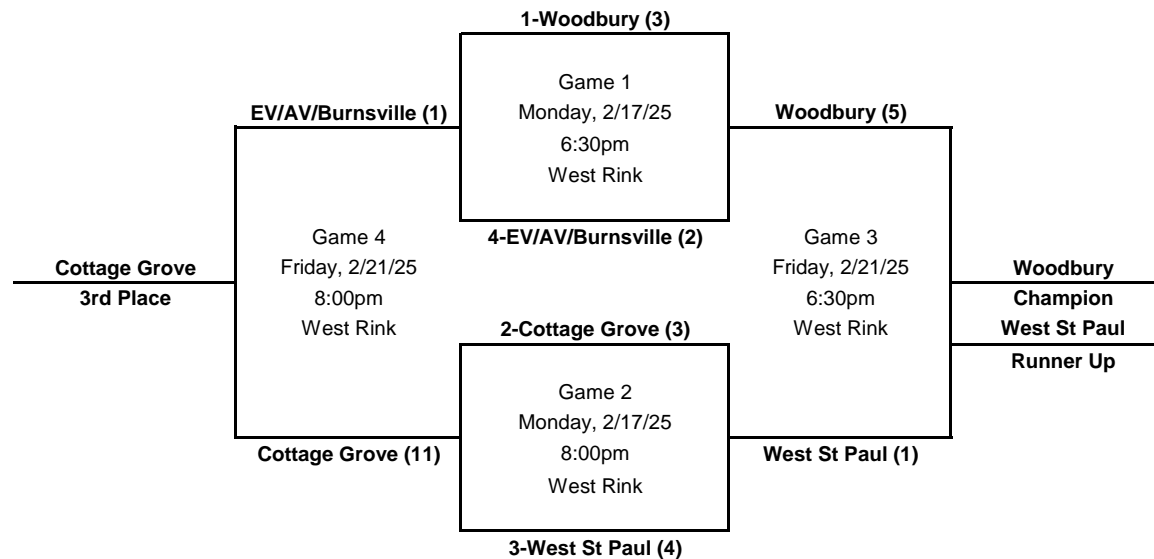 1-Woodbury (3)
Game 1
Monday, 2/17/25
6:30pm
West Rink
4-EV/AV/Burnsville (2)
EV/AV/Burnsville (1)
Woodbury (5)
Game 4
Friday, 2/21/25
8:00pm
West Rink
Game 3
Friday, 2/21/25
6:30pm
West Rink
Cottage Grove
3rd Place
Woodbury
Champion
West St Paul
Runner Up
2-Cottage Grove (3)
Game 2
Monday, 2/17/25
8:00pm
West Rink
3-West St Paul (4)
Cottage Grove (11)
West St Paul (1)